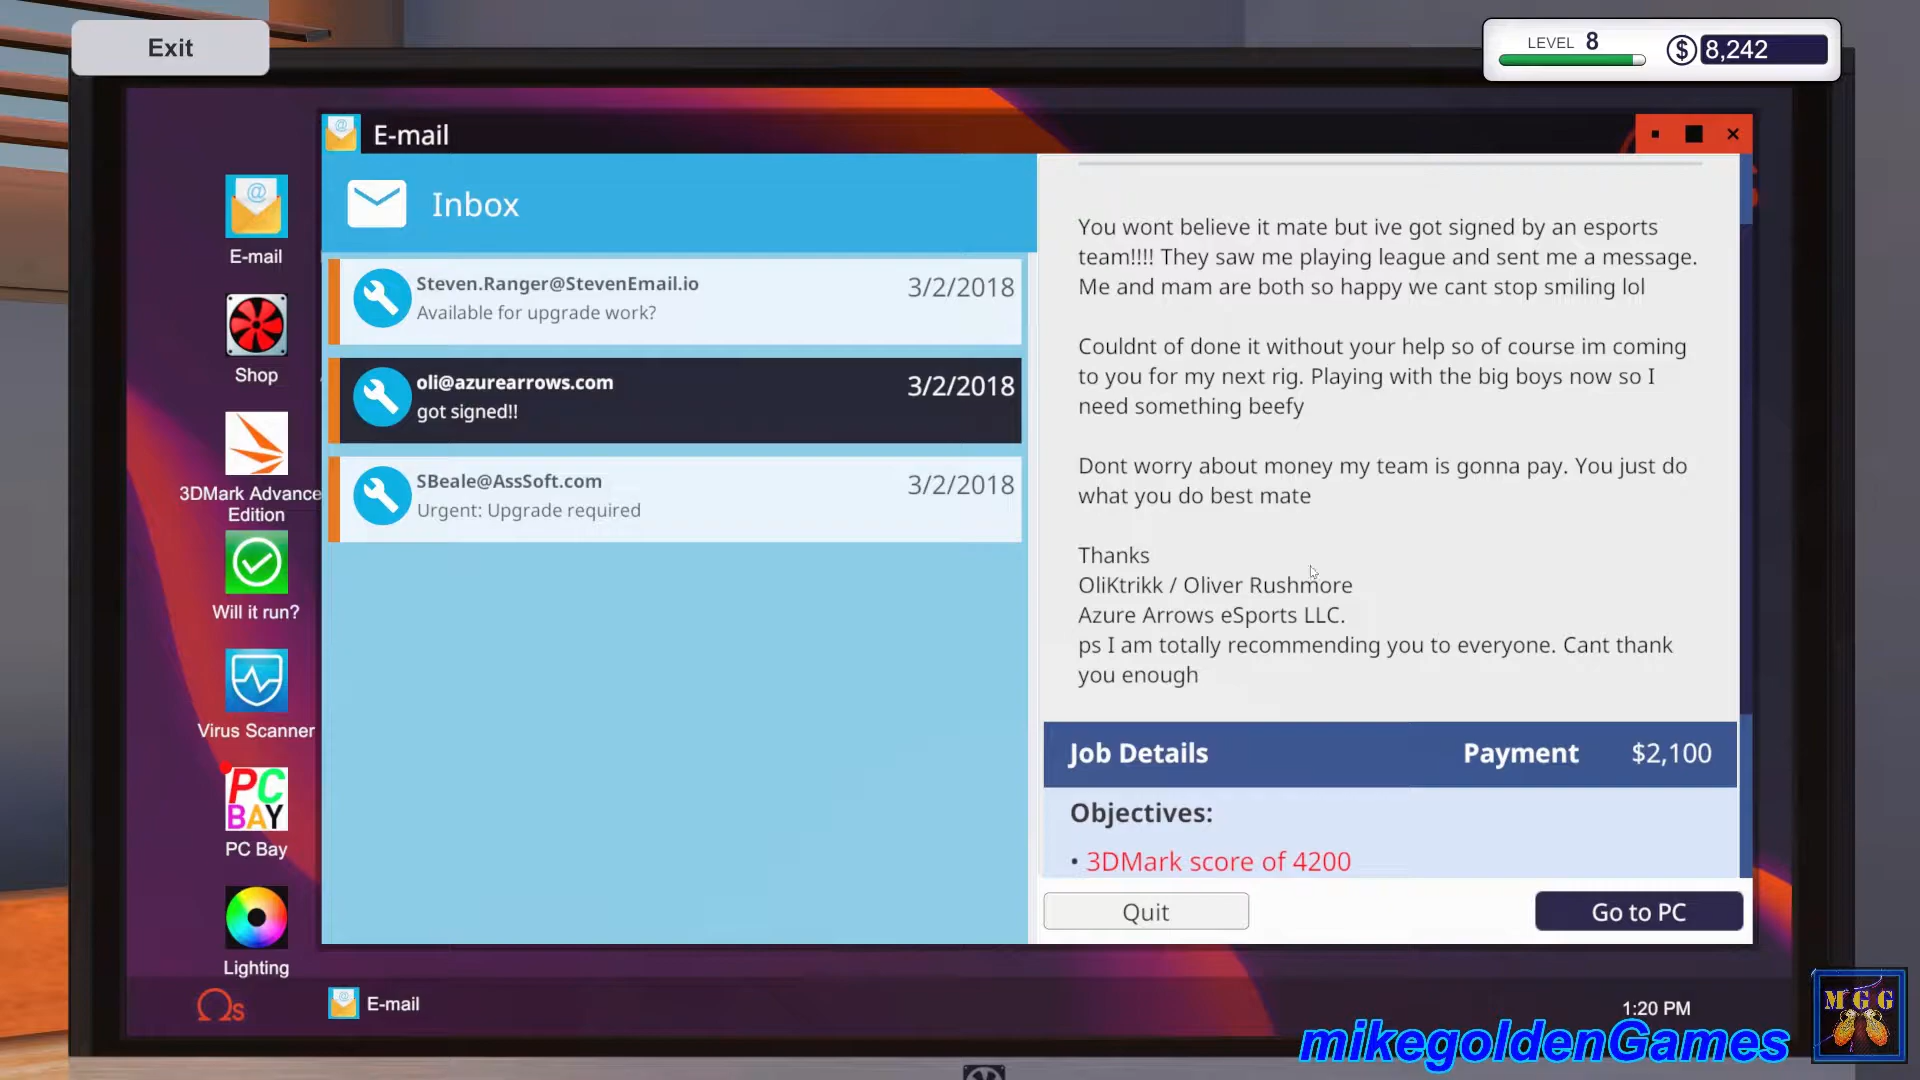 Exit
LEVEL 8
$ 8,242
E-mail
Inbox
Steven.Ranger@StevenEmail.io 3/2/2018
Available for upgrade work?
oli@azurearrows.com 3/2/2018
got signed!!
SBeale@AssSoft.com 3/2/2018
Urgent: Upgrade required
E-mail
Shop
3DMark Advance
Edition
Will it run?
Virus Scanner
PC
BAY
PC Bay
Lighting
You wont believe it mate but ive got signed by an esports
team!!!! They saw me playing league and sent me a message.
Me and mam are both so happy we cant stop smiling lol
Couldnt of done it without your help so of course im coming
to you for my next rig. Playing with the big boys now so I
need something beefy
Dont worry about money my team is gonna pay. You just do
what you do best mate
Thanks
OliKtrikk / Oliver Rushmore
Azure Arrows eSports LLC.
ps I am totally recommending you to everyone. Cant thank
you enough
Job Details Payment $2,100
Objectives:
• 3DMark score of 4200
Quit
Go to PC
Ωs
E-mail
1:20 PM
mikegoldenGames
MGG